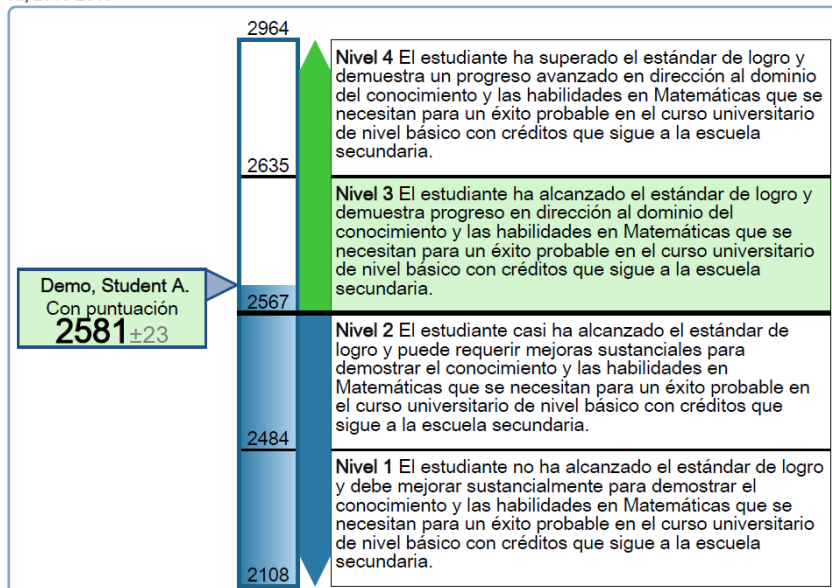 2964
Nivel 4 El estudiante ha superado el estándar de logro y
demuestra un progreso avanzado en dirección al dominio
del conocimiento y las habilidades en Matemáticas que se
necesitan para un éxito probable en el curso universitario
de nivel básico con créditos que sigue a la escuela
secundaria.
2635
Nivel 3 El estudiante ha alcanzado el estándar de logro y
demuestra progreso en dirección al dominio del
conocimiento y las habilidades en Matemáticas que se
necesitan para un éxito probable en el curso universitario
de nivel básico con créditos que sigue a la escuela
secundaria.
Demo, Student A.
Con puntuación
2581±23
2567
Nivel 2 El estudiante casi ha alcanzado el estándar de
logro y puede requerir mejoras sustanciales para
demostrar el conocimiento y las habilidades en
Matemáticas que se necesitan para un éxito probable en
el curso universitario de nivel básico con créditos que
sigue a la escuela secundaria.
2484
Nivel 1 El estudiante no ha alcanzado el estándar de logro
y debe mejorar sustancialmente para demostrar el
conocimiento y las habilidades en Matemáticas que se
necesitan para un éxito probable en el curso universitario
de nivel básico con créditos que sigue a la escuela
secundaria.
2108